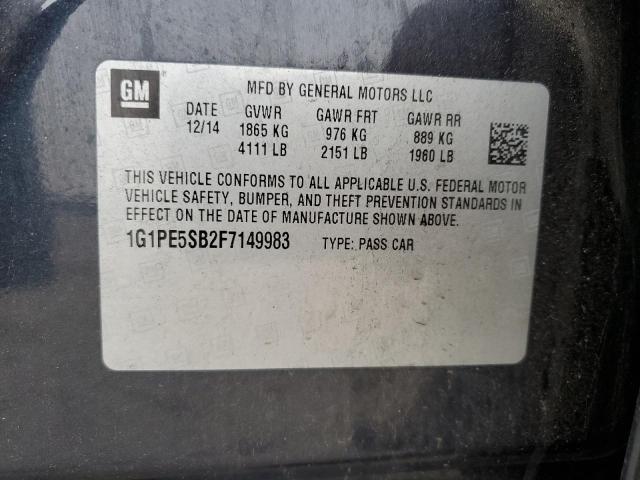 GM
MFD BY GENERAL MOTORS LLC
DATE GVWR GAWR FRT GAWR RR
12/14 1865 KG 976 KG 889 KG
4111 LB 2151 LB 1960 LB
THIS VEHICLE CONFORMS TO ALL APPLICABLE U.S. FEDERAL MOTOR
VEHICLE SAFETY, BUMPER, AND THEFT PREVENTION STANDARDS IN
EFFECT ON THE DATE OF MANUFACTURE SHOWN ABOVE.
1G1PE5SB2F7149983 TYPE: PASS CAR